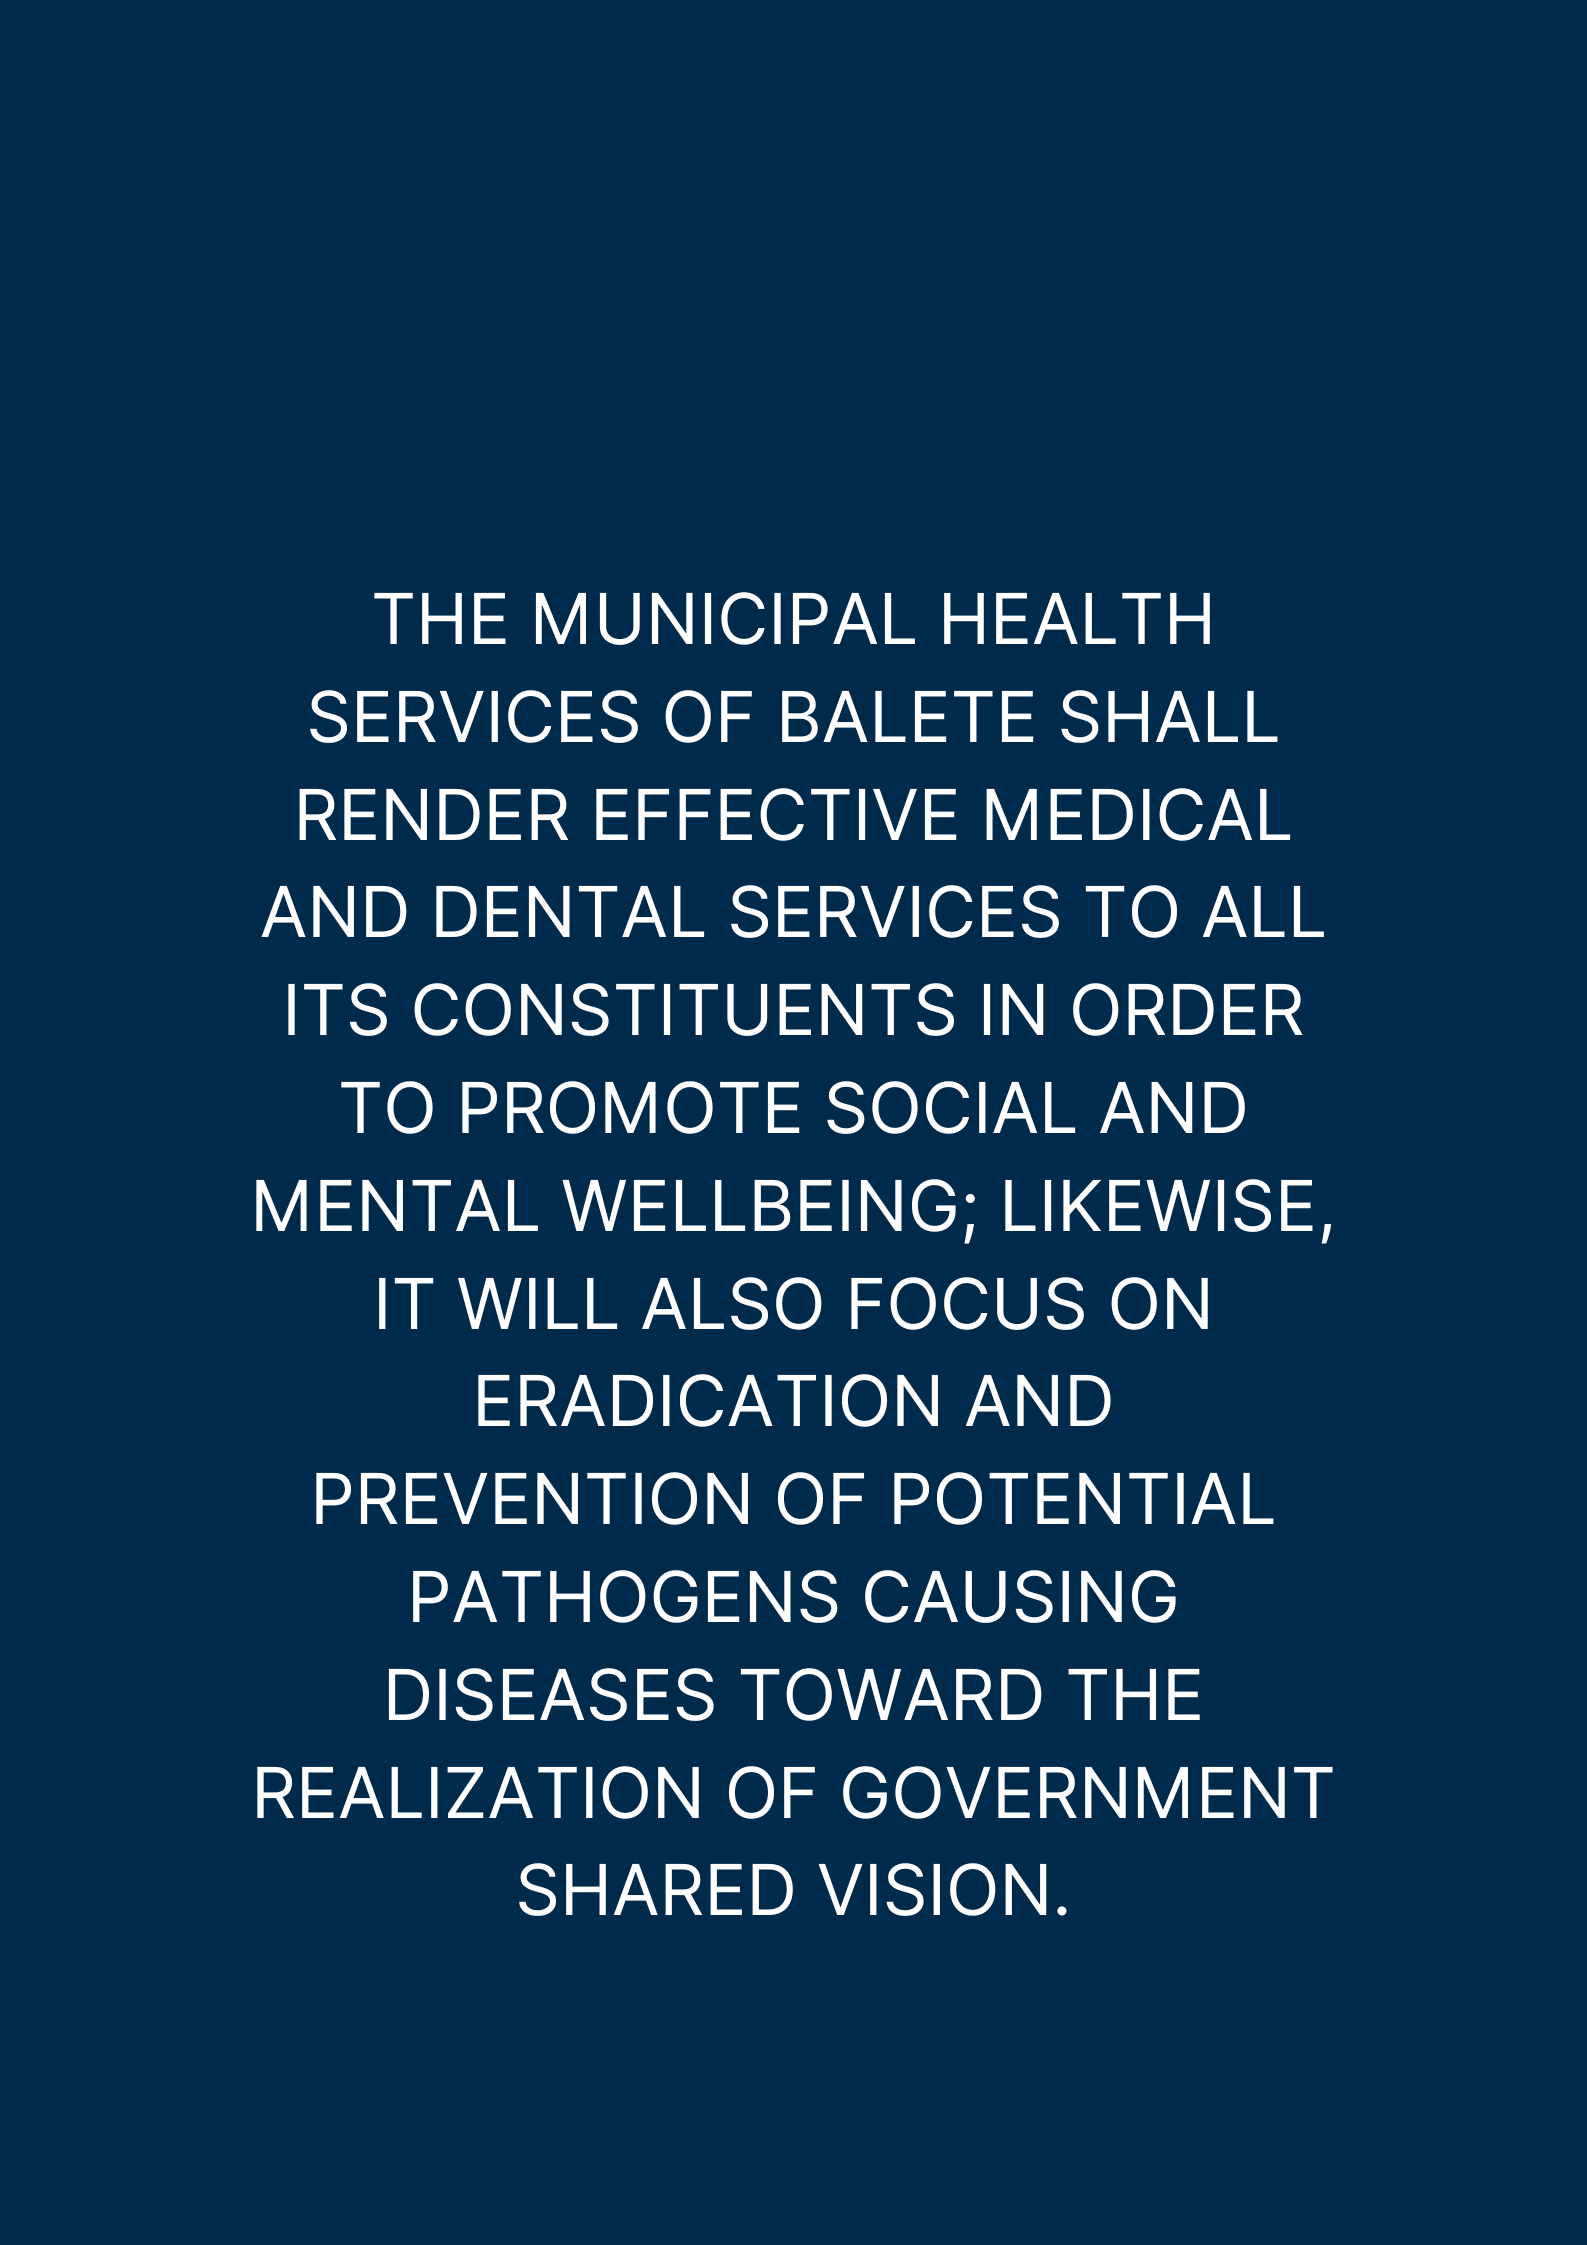 THE MUNICIPAL HEALTH
SERVICES OF BALETE SHALL
RENDER EFFECTIVE MEDICAL
AND DENTAL SERVICES TO ALL
ITS CONSTITUENTS IN ORDER
TO PROMOTE SOCIAL AND
MENTAL WELLBEING; LIKEWISE,
IT WILL ALSO FOCUS ON
ERADICATION AND
PREVENTION OF POTENTIAL
PATHOGENS CAUSING
DISEASES TOWARD THE
REALIZATION OF GOVERNMENT
SHARED VISION.